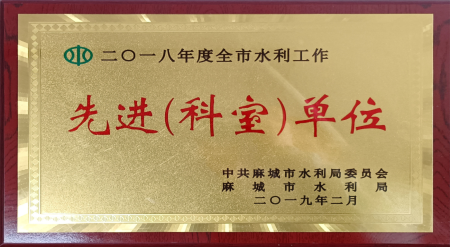 二〇一八年度全市水利工作
先进(科室)单位
中共麻城市水利局委员会
麻城市水利局
二〇一九年二月